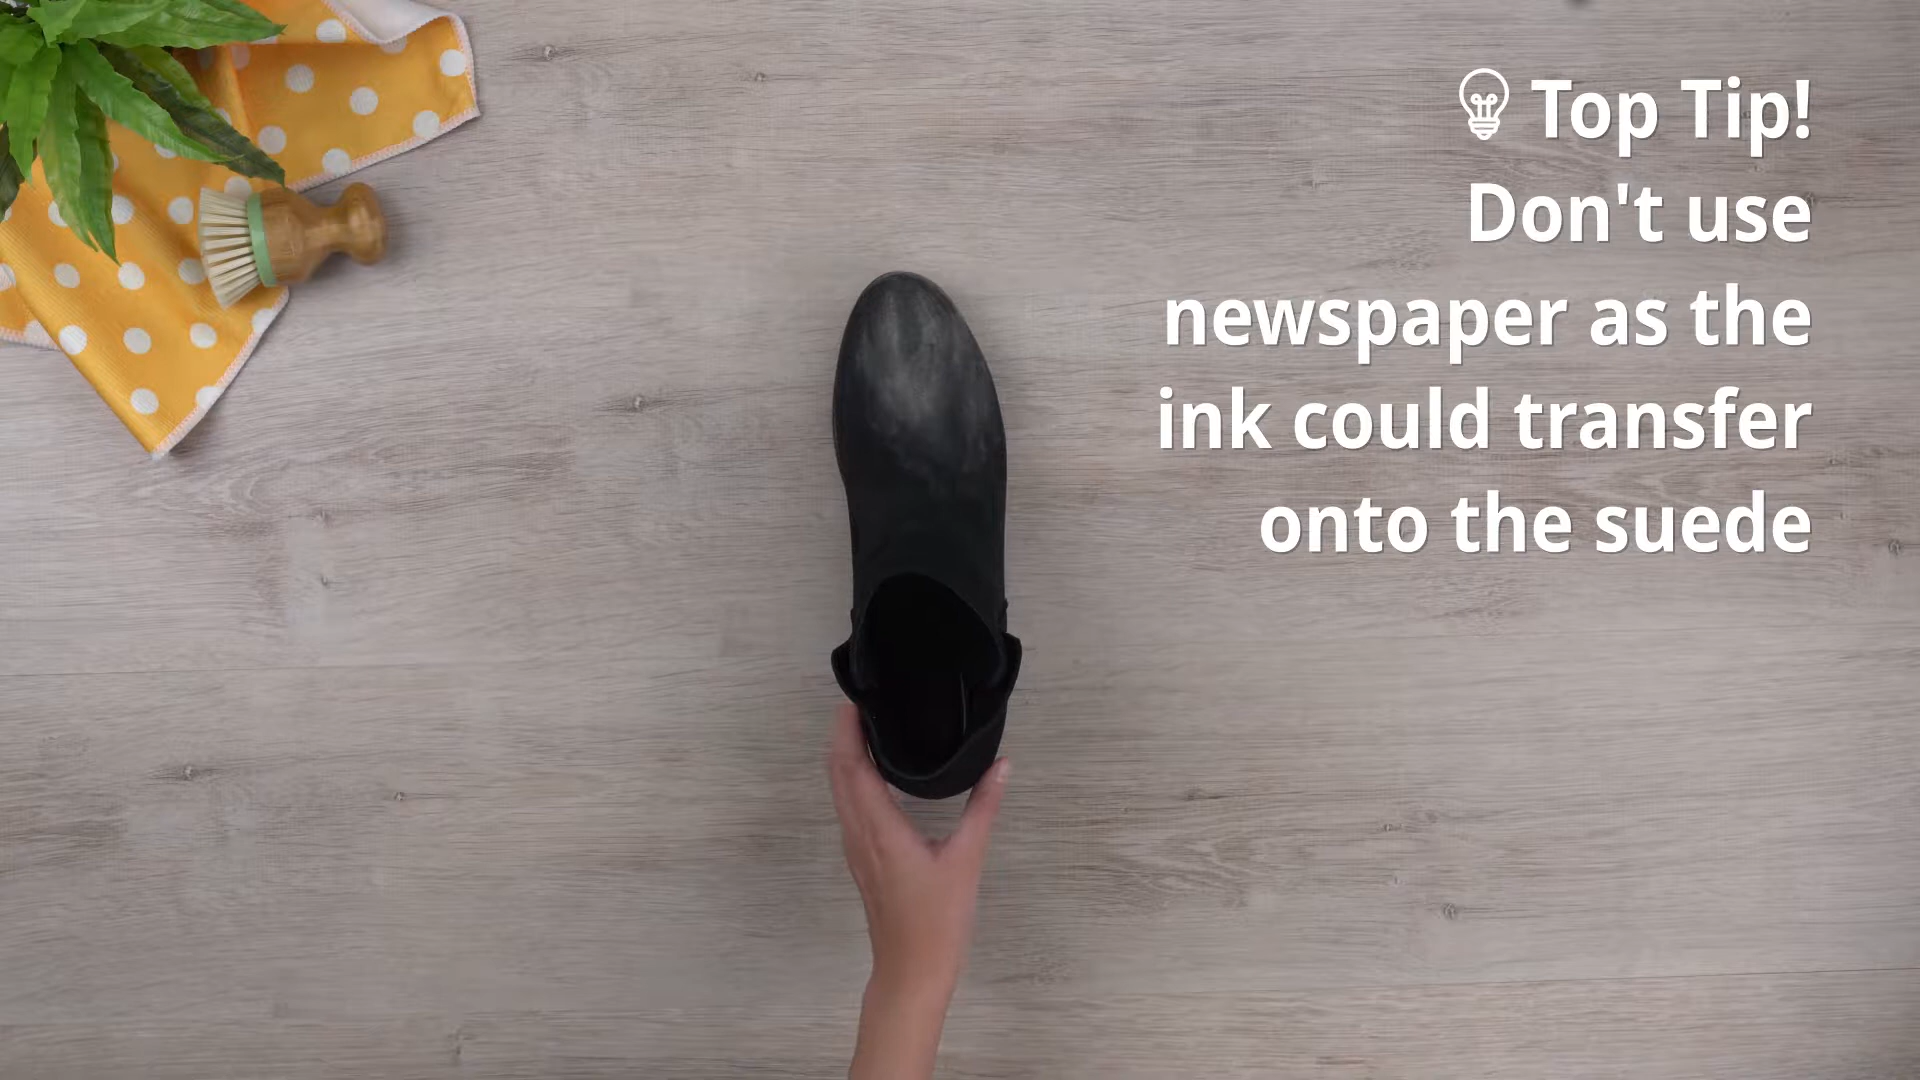 Top Tip!
Don't use
newspaper as the
ink could transfer
onto the suede